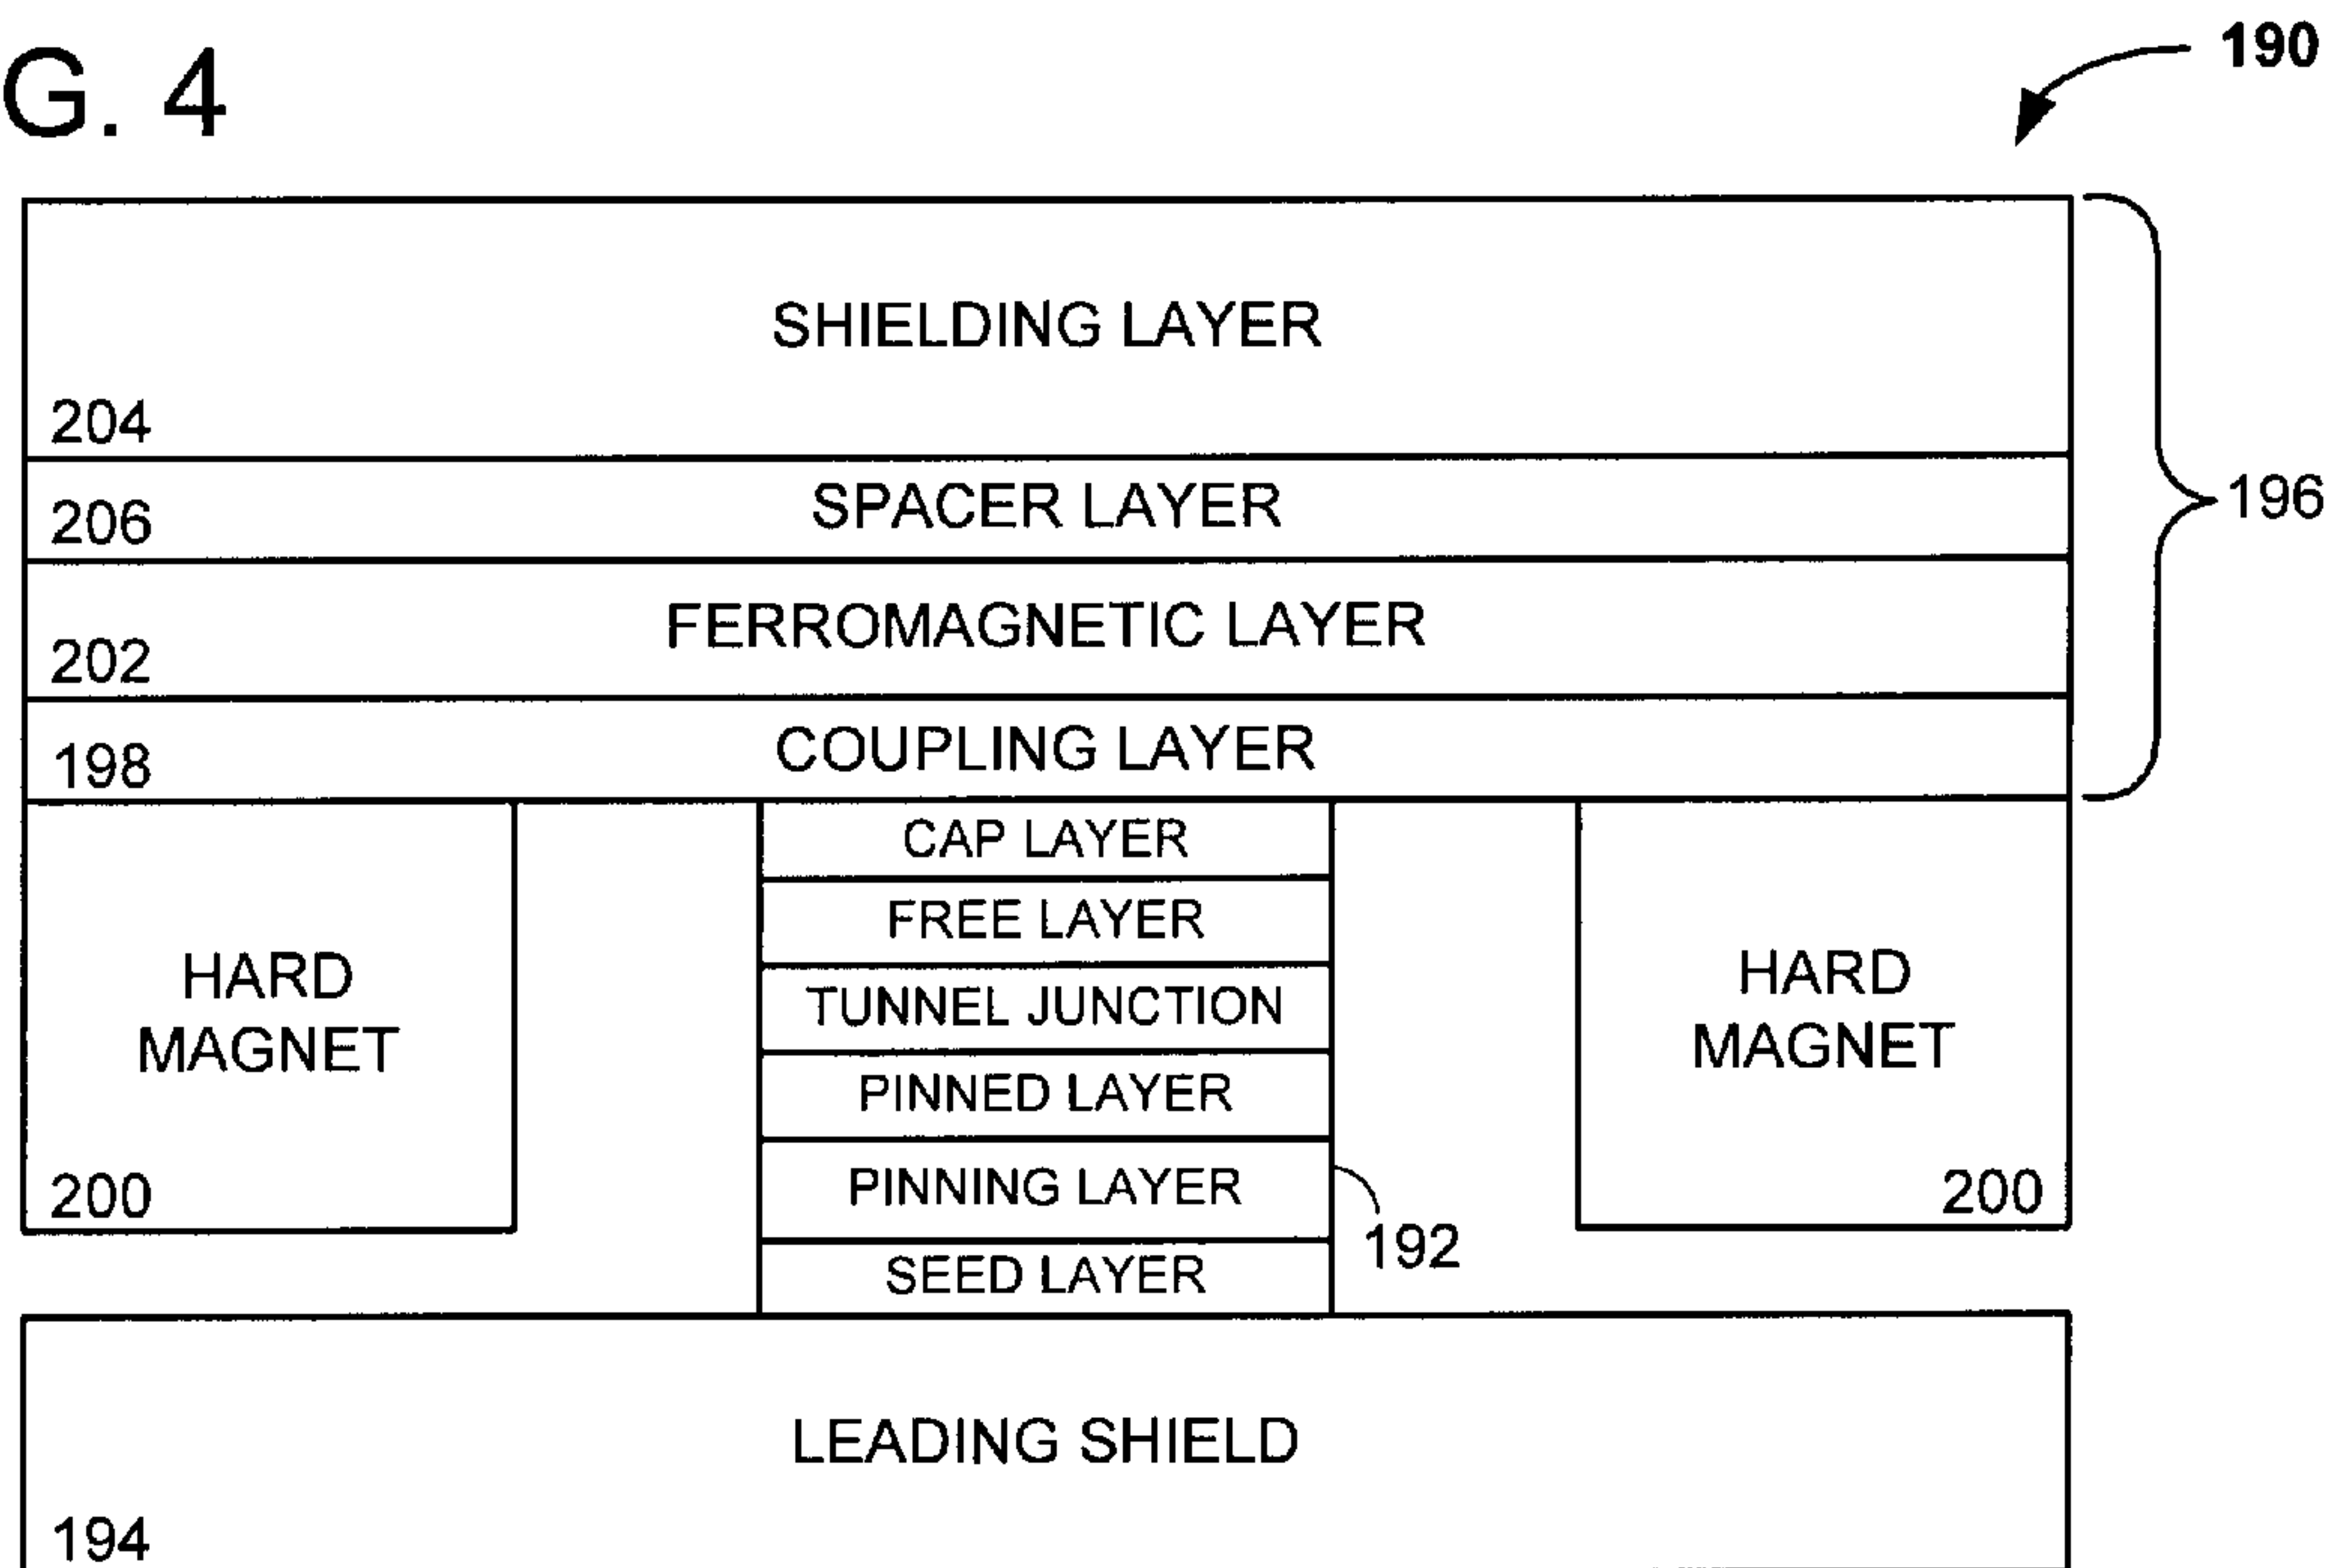 G. 4
190
SHIELDING LAYER
204
SPACER LAYER
206
196
FERROMAGNETIC LAYER
202
COUPLING LAYER
198
CAP LAYER
FREE LAYER
TUNNEL JUNCTION
PINNED LAYER
PINNING LAYER
SEED LAYER
192
HARD
MAGNET
200
HARD
MAGNET
200
LEADING SHIELD
194